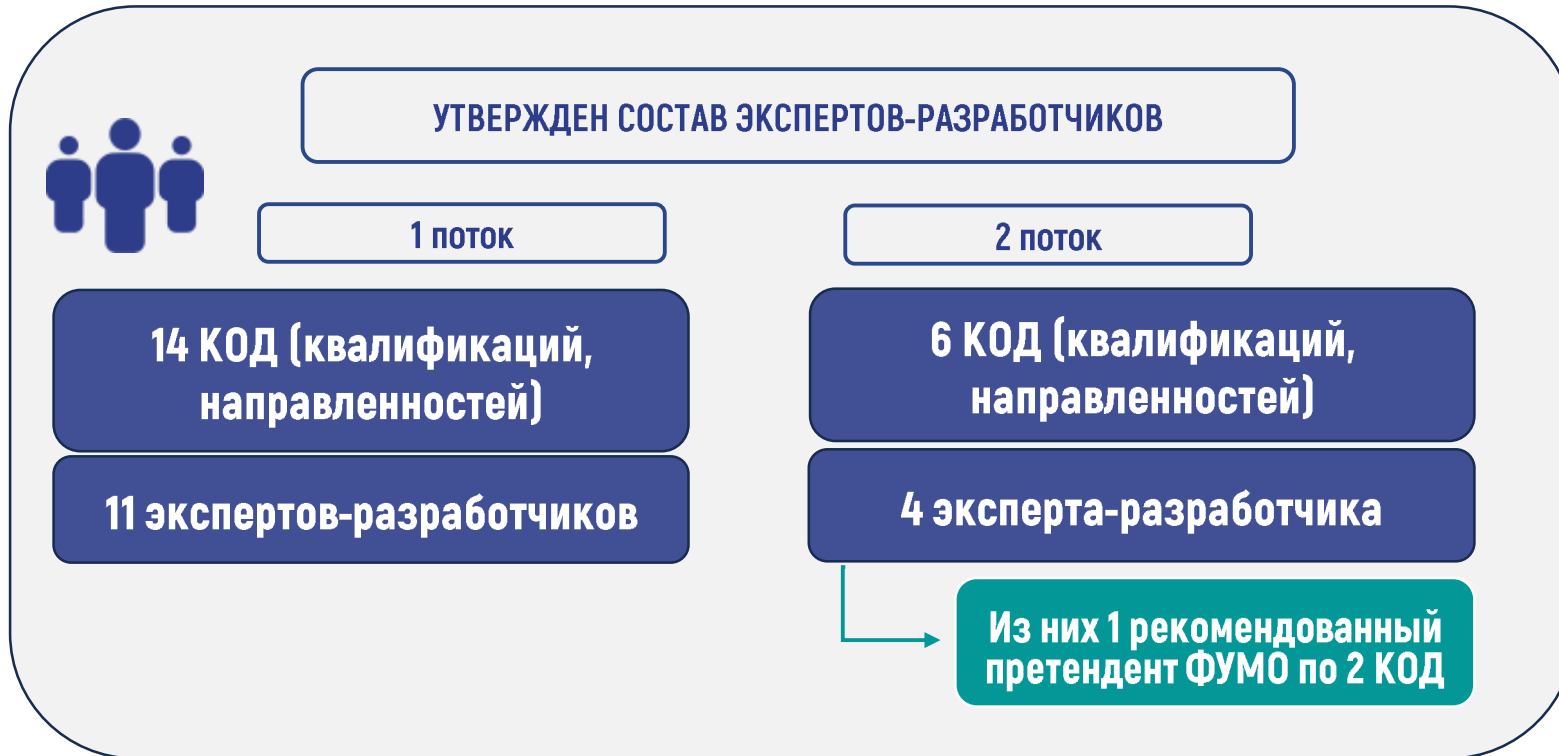 УТВЕРЖДЕН СОСТАВ ЭКСПЕРТОВ-РАЗРАБОТЧИКОВ
1 поток
2 поток
14 КОД (квалификаций,
направленностей)
11 экспертов-разработчиков
6 КОД (квалификаций,
направленностей)
4 эксперта-разработчика
Из них 1 рекомендованный
претендент ФУМО по 2 КОД